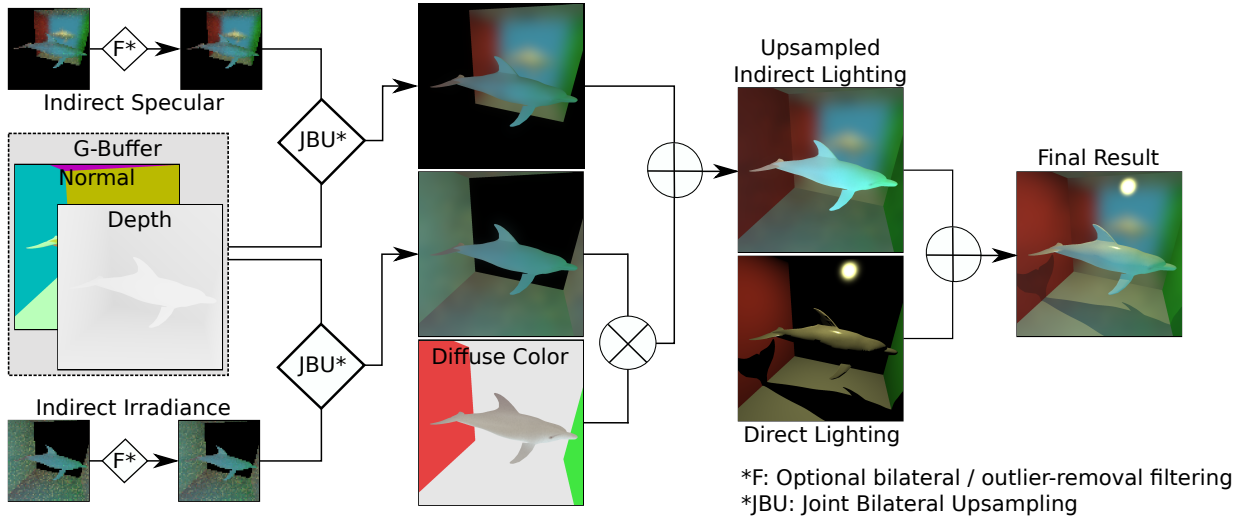 F*
Indirect Specular
G-Buffer
Normal
Depth
JBU*
JBU*
Indirect Irradiance
F*
Diffuse Color
Upsampled
Indirect Lighting
Direct Lighting
Final Result
*F: Optional bilateral / outlier-removal filtering
*JBU: Joint Bilateral Upsampling